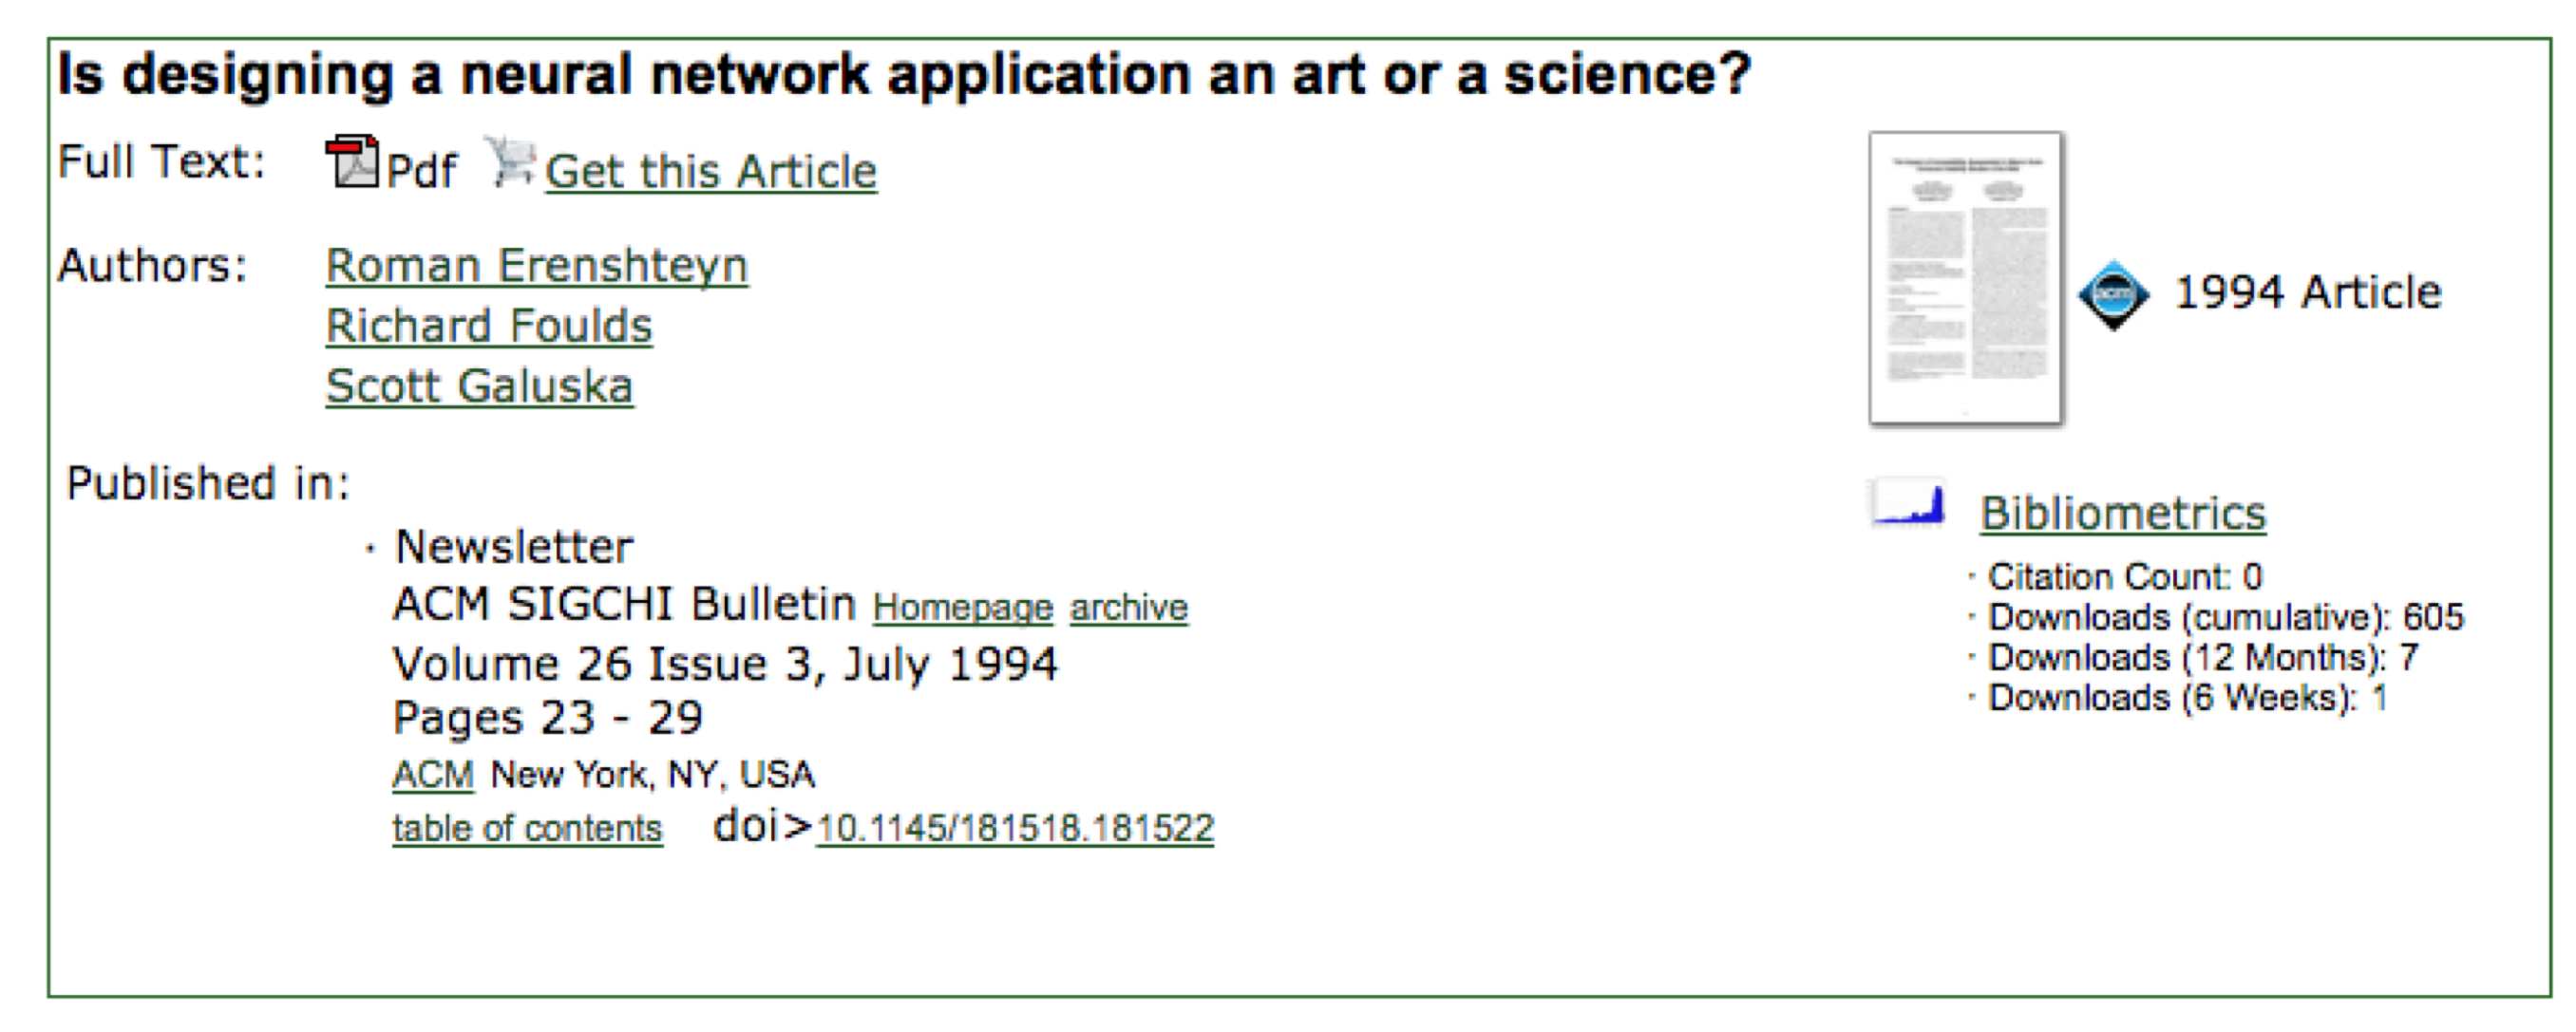 Is designing a neural network application an art or a science?
Full Text: Pdf Get this Article
Authors: Roman Erenshteyn
Richard Foulds
Scott Galuska
acm 1994 Article
Published in:
· Newsletter
ACM SIGCHI Bulletin Homepage archive
Volume 26 Issue 3, July 1994
Pages 23 - 29
ACM New York, NY, USA
table of contents doi>10.1145/181518.181522
Bibliometrics
· Citation Count: 0
· Downloads (cumulative): 605
· Downloads (12 Months): 7
· Downloads (6 Weeks): 1